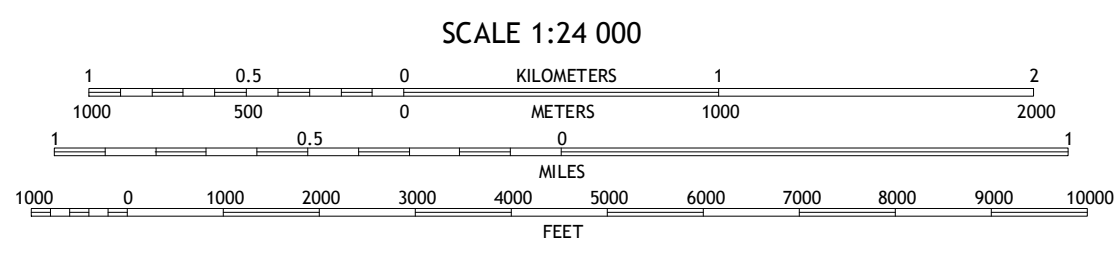 SCALE 1:24 000
1 0.5 0 KILOMETERS 1 2
1000 500 0 METERS 1000 2000
1 0.5 0 1
MILES
1000 0 1000 2000 3000 4000 5000 6000 7000 8000 9000 10000
FEET